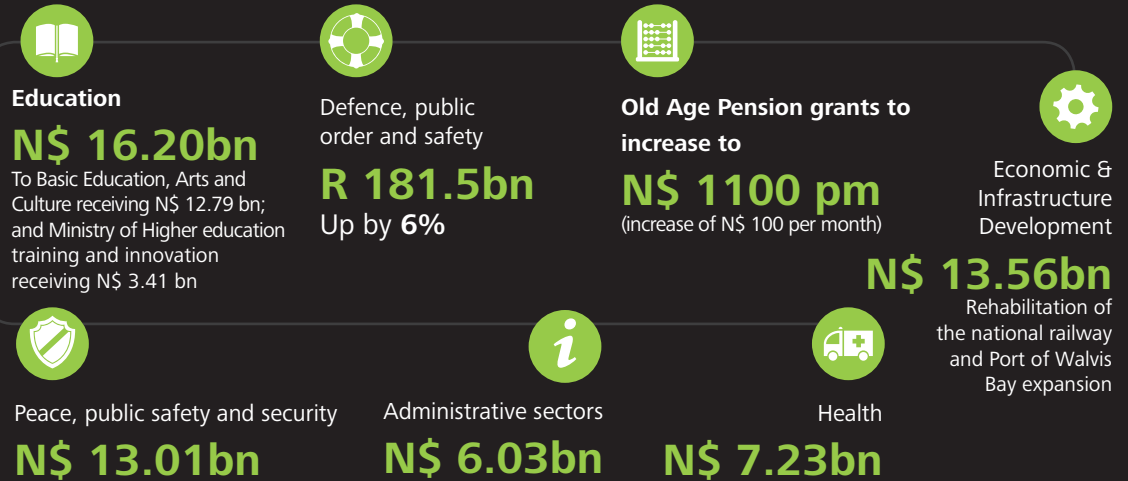 Education
N$ 16.20bn
To Basic Education, Arts and
Culture receiving N$ 12.79 bn;
and Ministry of Higher education
training and innovation
receiving N$ 3.41 bn
Defence, public
order and safety
R 181.5bn
Up by 6%
Old Age Pension grants to
increase to
N$ 1100 pm
(increase of N$ 100 per month)
Economic &
Infrastructure
Development
N$ 13.56bn
Rehabilitation of
the national railway
and Port of Walvis
Bay expansion
Peace, public safety and security
N$ 13.01bn
Administrative sectors
N$ 6.03bn
Health
N$ 7.23bn